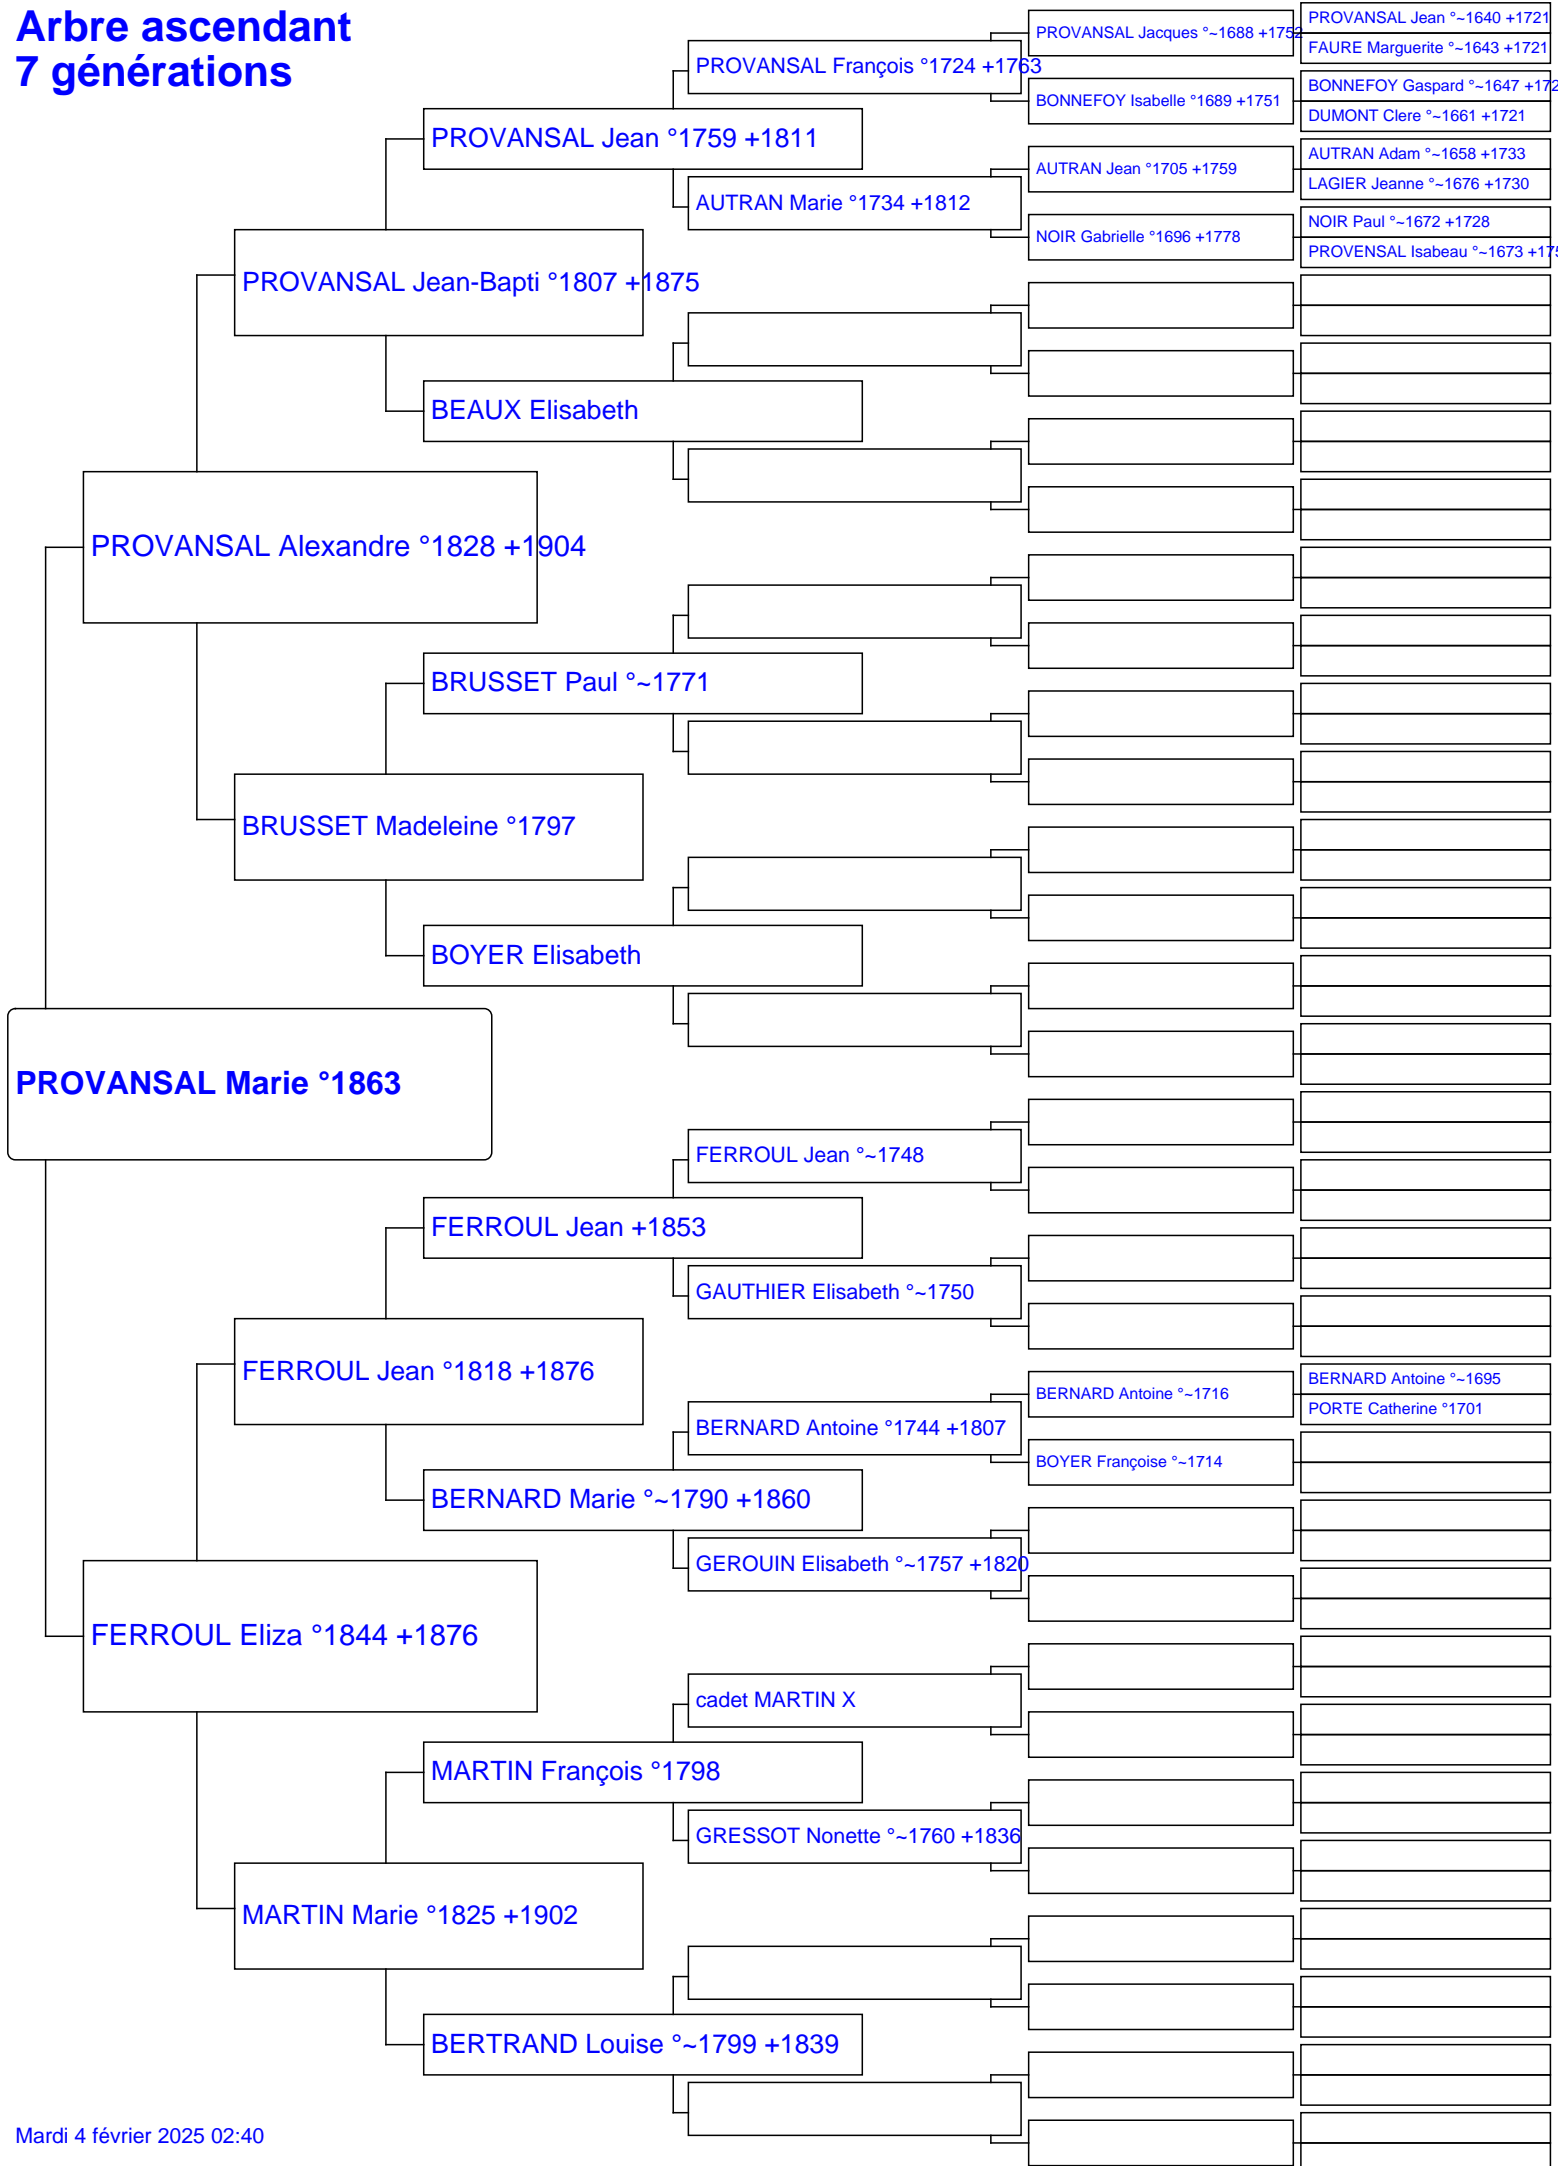 Arbre ascendant
7 générations
PROVANSAL Jean °~1640 +1721
PROVANSAL Jacques °~1688 +1752
FAURE Marguerite °~1643 +1721
PROVANSAL François °1724 +1763
BONNEFOY Gaspard °~1647 +172
BONNEFOY Isabelle °1689 +1751
DUMONT Clere °~1661 +1721
PROVANSAL Jean °1759 +1811
AUTRAN Adam °~1658 +1733
AUTRAN Jean °1705 +1759
LAGIER Jeanne °~1676 +1730
AUTRAN Marie °1734 +1812
NOIR Paul °~1672 +1728
NOIR Gabrielle °1696 +1778
PROVENSAL Isabeau °~1673 +175
PROVANSAL Jean-Bapti °1807 +1875
BEAUX Elisabeth
PROVANSAL Alexandre °1828 +1904
BRUSSET Paul °~1771
BRUSSET Madeleine °1797
BOYER Elisabeth
PROVANSAL Marie °1863
FERROUL Jean °~1748
FERROUL Jean +1853
GAUTHIER Elisabeth °~1750
FERROUL Jean °1818 +1876
BERNARD Antoine °~1695
BERNARD Antoine °~1716
PORTE Catherine °1701
BERNARD Antoine °1744 +1807
BOYER Françoise °~1714
BERNARD Marie °~1790 +1860
GEROUIN Elisabeth °~1757 +1820
FERROUL Eliza °1844 +1876
cadet MARTIN X
MARTIN François °1798
GRESSOT Nonette °~1760 +1836
MARTIN Marie °1825 +1902
BERTRAND Louise °~1799 +1839
Mardi 4 février 2025 02:40